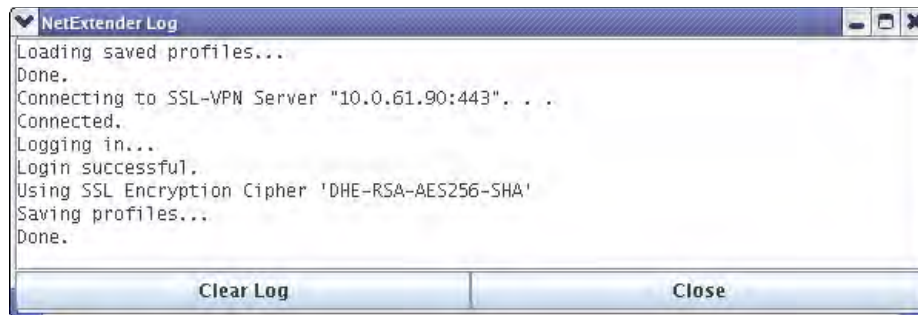 NetExtender Log
Loading saved profiles...
Done.
Connecting to SSL-VPN Server "10.0.61.90:443". . .
Connected.
Logging in...
Login successful.
Using SSL Encryption Cipher 'DHE-RSA-AES256-SHA'
Saving profiles...
Done.
Clear Log
Close